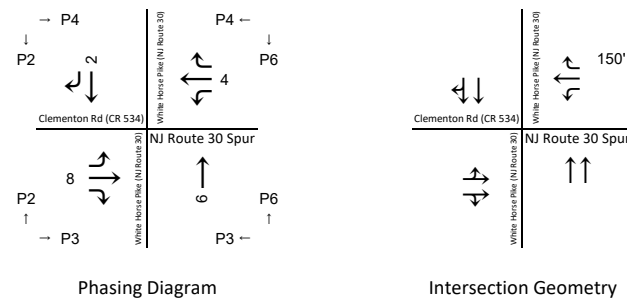 → P4
P4 ←
↓
↓
P2
P6
2
White Horse Pike (NJ Route 30)
4
Clementon Rd (CR 534)
NJ Route 30 Spur
8
White Horse Pike (NJ Route 30)
6
P2
P6
↑
↑
→ P3
P3 ←
Phasing Diagram
White Horse Pike (NJ Route 30)
150'
Clementon Rd (CR 534)
NJ Route 30 Spur
White Horse Pike (NJ Route 30)
Intersection Geometry